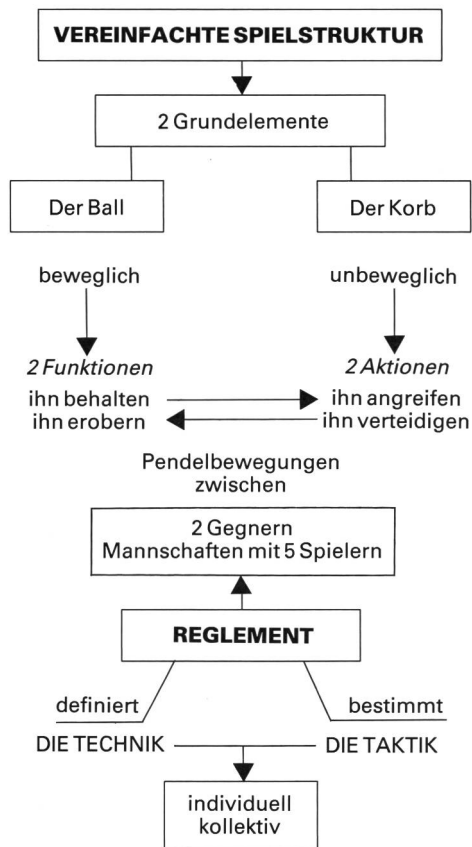 VEREINFACHTE SPIELSTRUKTUR
2 Grundelemente
Der Ball
Der Korb
beweglich
unbeweglich
2 Funktionen
2 Aktionen
ihn behalten
ihn angreifen
ihn erobern
ihn verteidigen
Pendelbewegungen
zwischen
2 Gegnern
Mannschaften mit 5 Spielern
REGLEMENT
definiert
bestimmt
DIE TECHNIK
DIE TAKTIK
individuell
kollektiv